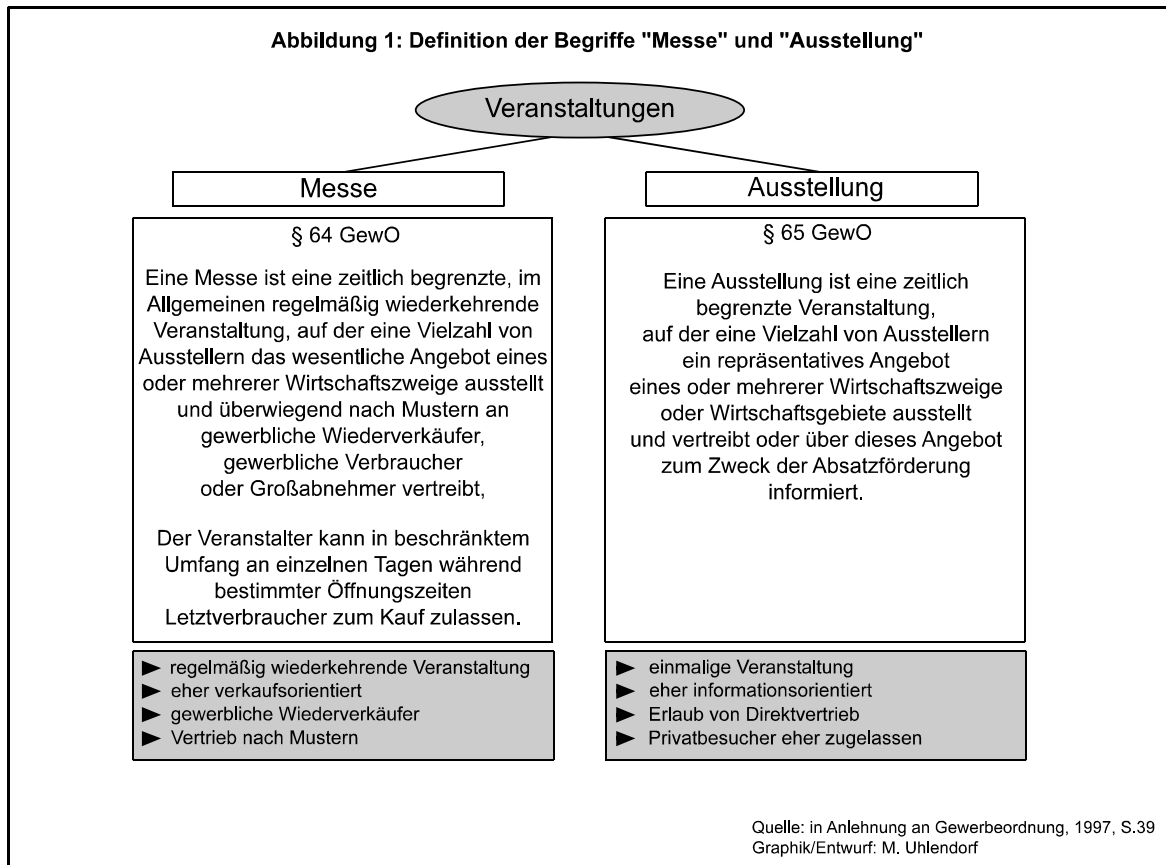 Abbildung 1: Definition der Begriffe "Messe" und "Ausstellung"
Veranstaltungen
Messe
§ 64 GewO
Eine Messe ist eine zeitlich begrenzte, im
Allgemeinen regelmäßig wiederkehrende
Veranstaltung, auf der eine Vielzahl von
Ausstellern das wesentliche Angebot eines
oder mehrerer Wirtschaftszweige ausstellt
und überwiegend nach Mustern an
gewerbliche Wiederverkäufer,
gewerbliche Verbraucher
oder Großabnehmer vertreibt,
Der Veranstalter kann in beschränktem
Umfang an einzelnen Tagen während
bestimmter Öffnungszeiten
Letztverbraucher zum Kauf zulassen.
► regelmäßig wiederkehrende Veranstaltung
► eher verkaufsorientiert
► gewerbliche Wiederverkäufer
► Vertrieb nach Mustern
Ausstellung
§ 65 GewO
Eine Ausstellung ist eine zeitlich
begrenzte Veranstaltung,
auf der eine Vielzahl von Ausstellern
ein repräsentatives Angebot
eines oder mehrerer Wirtschaftszweige
oder Wirtschaftsgebiete ausstellt
und vertreibt oder über dieses Angebot
zum Zweck der Absatzförderung
informiert.
► einmalige Veranstaltung
► eher informationsorientiert
► Erlaub von Direktvertrieb
► Privatbesucher eher zugelassen
Quelle: in Anlehnung an Gewerbeordnung, 1997, S.39
Graphik/Entwurf: M. Uhlendorf